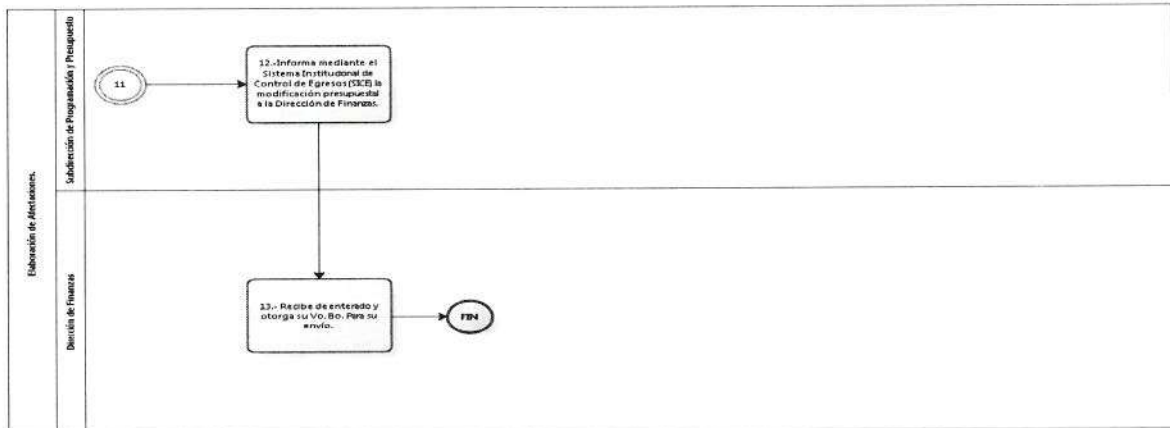 Elaboración de Afectaciones.
Subdirección de Programación y Presupuesto
11
12.-Informa mediante el
Sistema Institucional de
Control de Egresos (SICE) la
modificación presupuestal
a la Dirección de Finanzas.
Dirección de Finanzas
13.- Recibe de enterado y
otorga su Vo. Bo. Para su
envío.
FIN